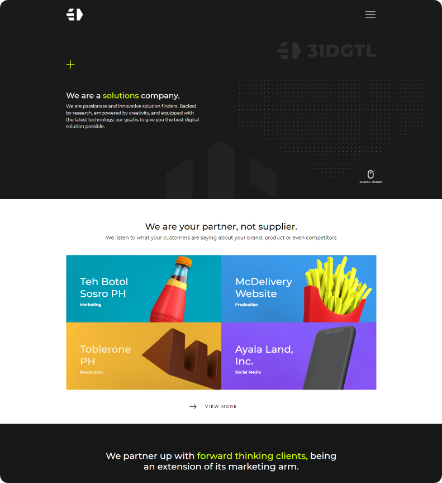 31DGTL
We are a solutions company.
We are passionate and innovative solution finders. Backed
by research, empowered by creativity, and equipped with
the latest technology, our goal is to give you the best digital
solution possible.
SCROLL DOWN
We are your partner, not supplier.
We listen to what your customers are saying about your brand, product or even competitors
Teh Botol
Sosro PH
Marketing
McDelivery
Website
Production
Toblerone
PH
Production
Ayala Land,
Inc.
Social Media
VIEW MORE
We partner up with forward thinking clients, being
an extension of its marketing arm.